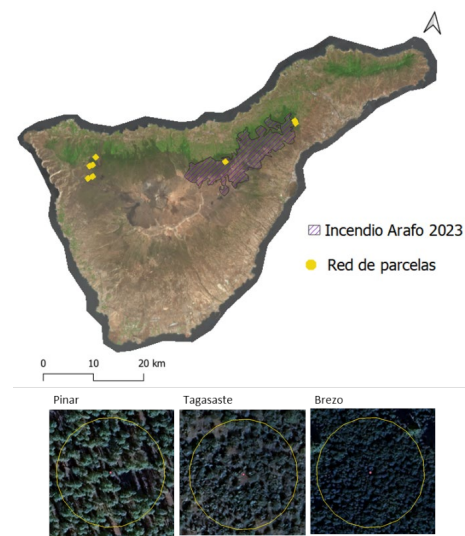 Incendio Arafo 2023
Red de parcelas
0 10 20 km
Pinar Tagasaste Brezo